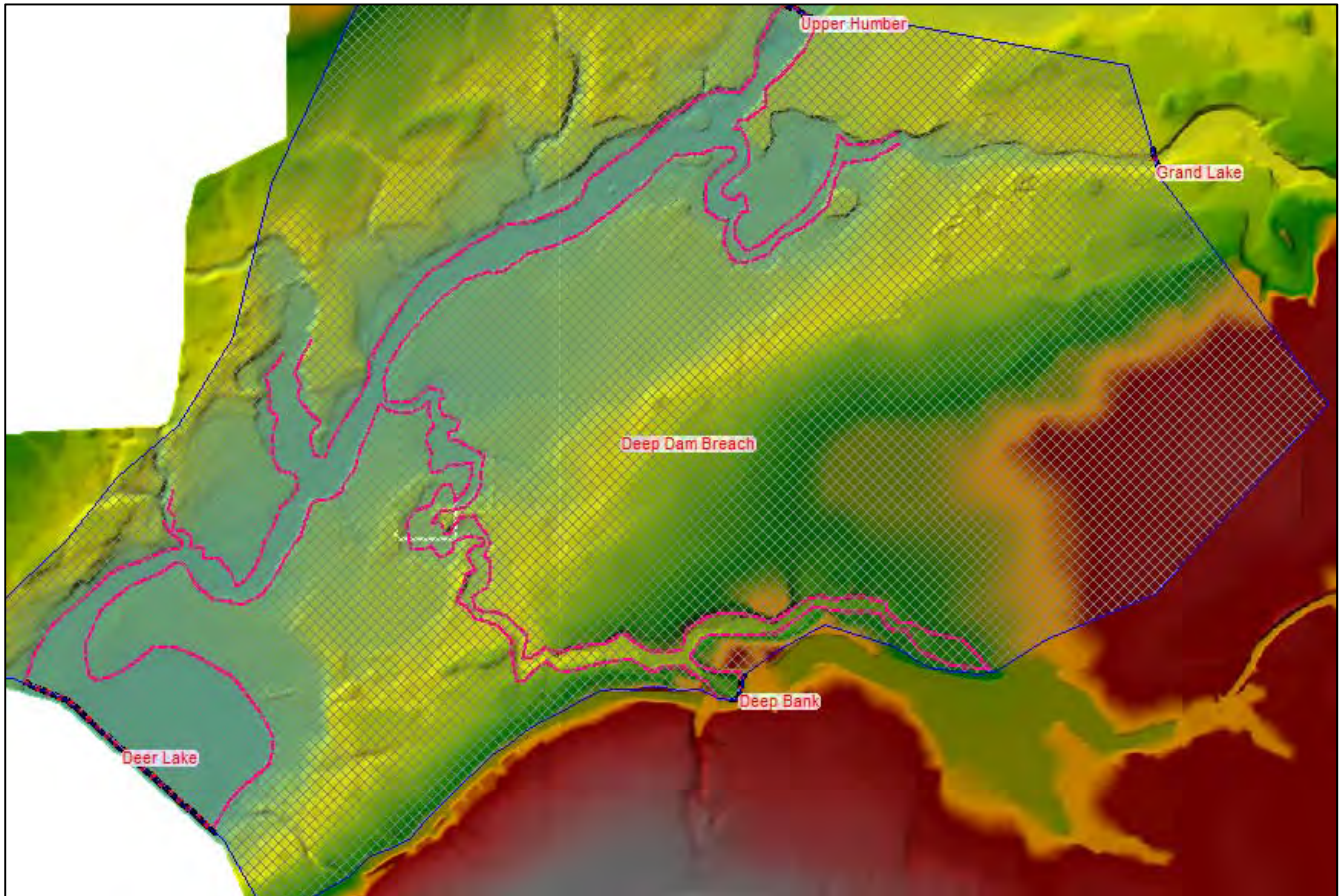 Upper Humber
Grand Lake
Deep Dam Breach
Deep Bank
Deer Lake